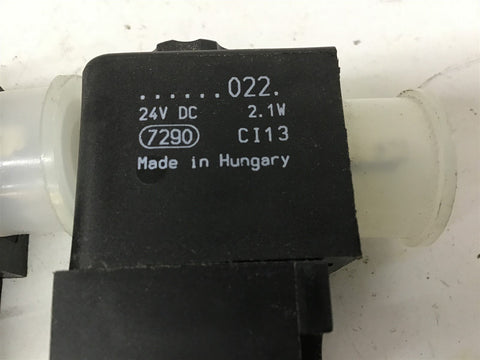 ......022.
24V DC 2.1W
7290 CI13
Made in Hungary